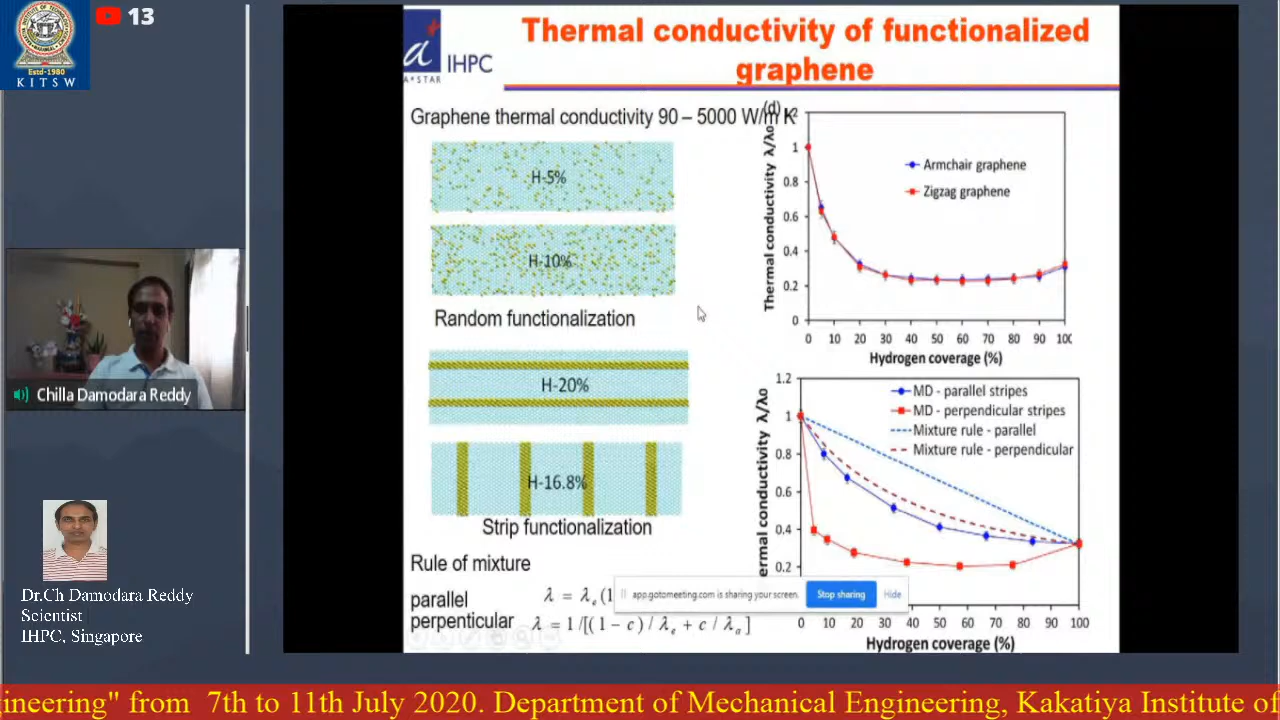 13
Estd-1980
KITSW
A*STAR
IHPC
Thermal conductivity of functionalized
graphene
Graphene thermal conductivity 90 – 5000 W/m K
H-5%
H-10%
Random functionalization
H-20%
H-16.8%
Strip functionalization
Rule of mixture
parallel
λ = λe (1
perpenticular
λ = 1 /[( 1 − c ) / λe + c / λa ]
(d)
Thermal conductivity λ/λ0
1
0.8
0.6
0.4
0.2
0
Armchair graphene
Zigzag graphene
0 10 20 30 40 50 60 70 80 90 100
Hydrogen coverage (%)
ermal conductivity λ/λ0
1.2
1
0.8
0.6
0.4
0.2
MD - parallel stripes
MD - perpendicular stripes
Mixture rule - parallel
Mixture rule - perpendicular
0 10 20 30 40 50 60 70 80 90 100
Hydrogen coverage (%)
app.gotomeeting.com is sharing your screen.
Stop sharing
Hide
Chilla Damodara Reddy
Dr.Ch Damodara Reddy
Scientist
IHPC, Singapore
ineering" from 7th to 11th July 2020. Department of Mechanical Engineering, Kakatiya Institute of